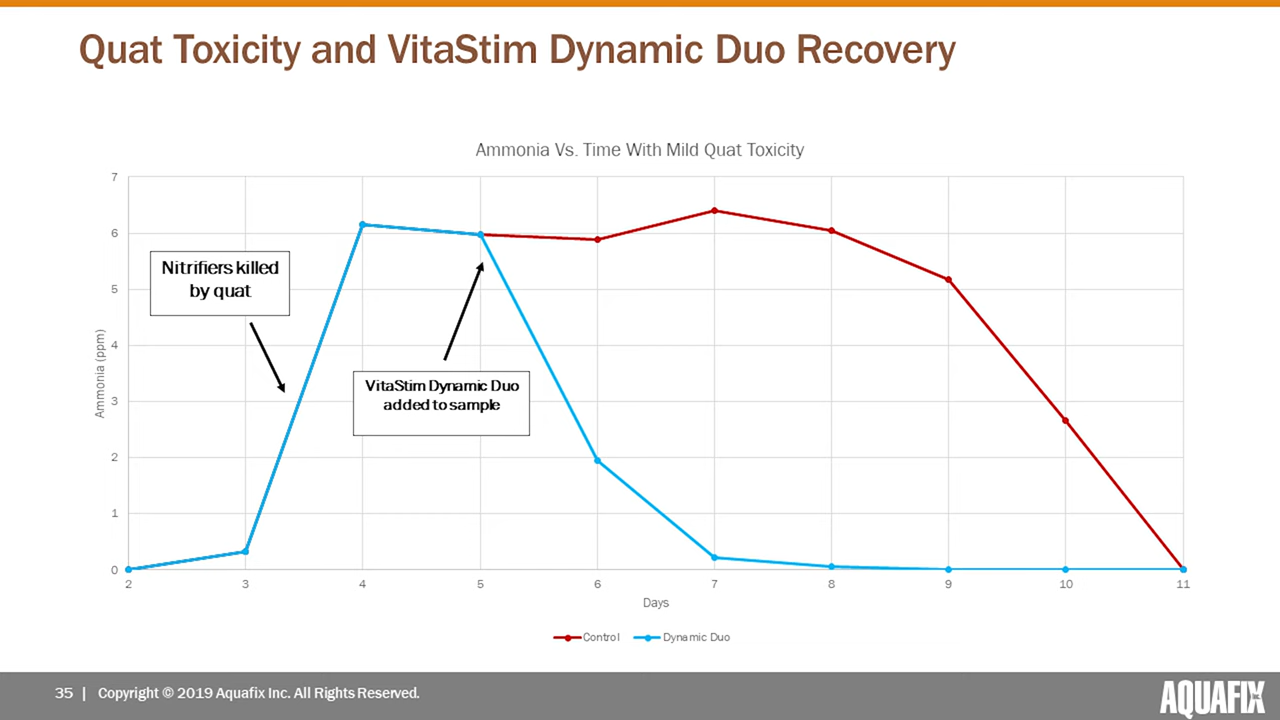 Quat Toxicity and VitaStim Dynamic Duo Recovery
Ammonia Vs. Time With Mild Quat Toxicity
7
6
5
4
3
2
1
0
Ammonia (ppm)
Nitrifiers killed
by quat
VitaStim Dynamic Duo
added to sample
2 3 4 5 6 7 8 9 10 11
Days
Control Dynamic Duo
35 | Copyright © 2019 Aquafix Inc. All Rights Reserved.
AQUAFIX